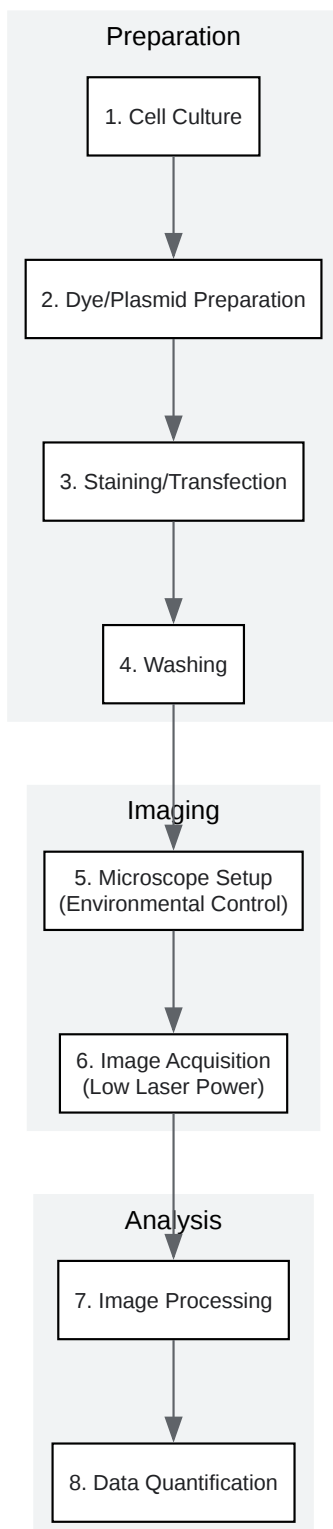 Preparation
1. Cell Culture
2. Dye/Plasmid Preparation
3. Staining/Transfection
4. Washing
Imaging
5. Microscope Setup
(Environmental Control)
6. Image Acquisition
(Low Laser Power)
Analysis
7. Image Processing
8. Data Quantification